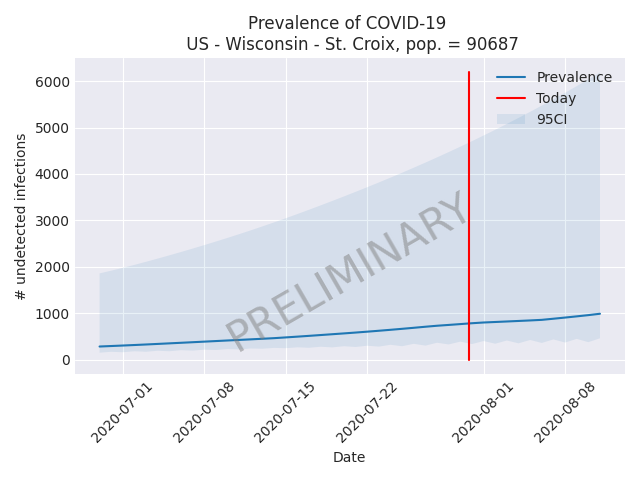 Prevalence of COVID-19
US - Wisconsin - St. Croix, pop. = 90687
Prevalence
Today
95CI
# undetected infections
6000
5000
4000
3000
2000
1000
0
PRELIMINARY
2020-07-01
2020-07-08
2020-07-15
2020-07-22
2020-08-01
2020-08-08
Date